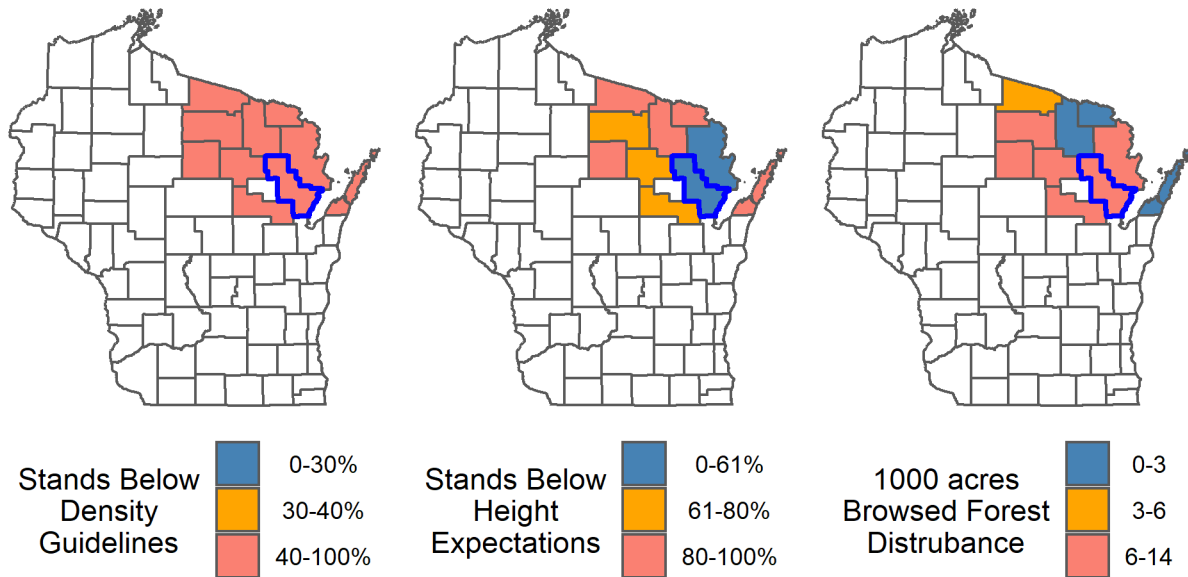 Stands Below
Density
Guidelines
0-30%
30-40%
40-100%
Stands Below
Height
Expectations
0-61%
61-80%
80-100%
1000 acres
Browsed Forest
Distrubance
0-3
3-6
6-14